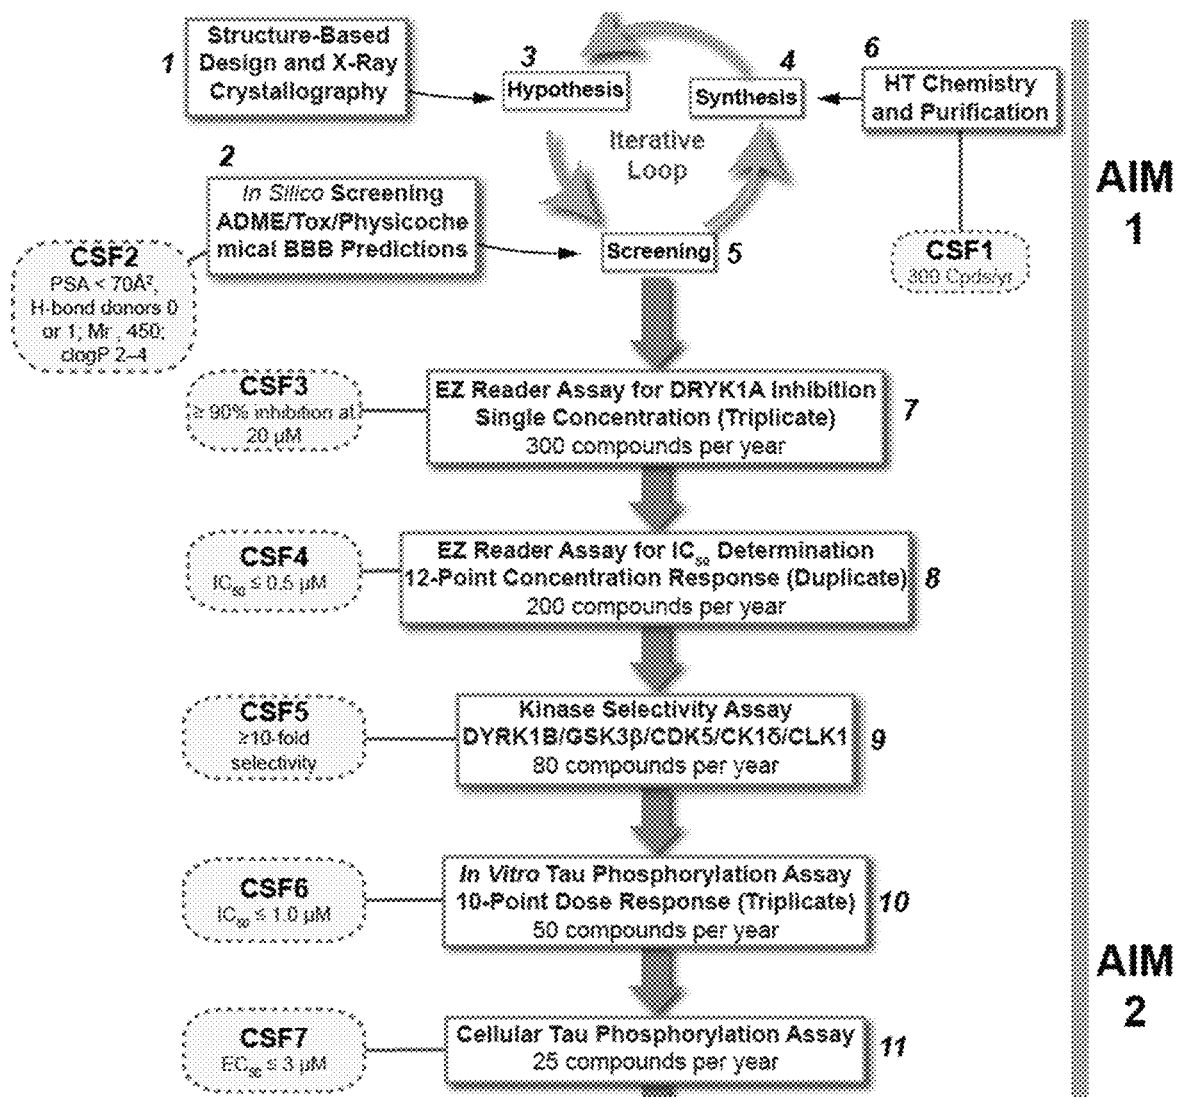 1
Structure-Based
Design and X-Ray
Crystallography
3
Hypothesis
4
Synthesis
6
HT Chemistry
and Purification
Iterative
Loop
2
In Silico Screening
ADME/Tox/Physicoche
mical BBB Predictions
Screening
5
CSF1
300 Cpds/yr
AIM
1
CSF2
PSA < 70Å²,
H-bond donors 0
or 1; Mr , 450;
clogP 2–4
CSF3
≥ 90% inhibition at
20 µM
EZ Reader Assay for DRYK1A Inhibition
Single Concentration (Triplicate)
300 compounds per year
7
CSF4
IC₅₀ ≤ 0.5 µM
EZ Reader Assay for IC₅₀ Determination
12-Point Concentration Response (Duplicate)
200 compounds per year
8
CSF5
≥10-fold
selectivity
Kinase Selectivity Assay
DYRK1B/GSK3β/CDK5/CK1δ/CLK1
80 compounds per year
9
CSF6
IC₅₀ ≤ 1.0 µM
In Vitro Tau Phosphorylation Assay
10-Point Dose Response (Triplicate)
50 compounds per year
10
AIM
2
CSF7
EC₅₀ ≤ 3 µM
Cellular Tau Phosphorylation Assay
25 compounds per year
11